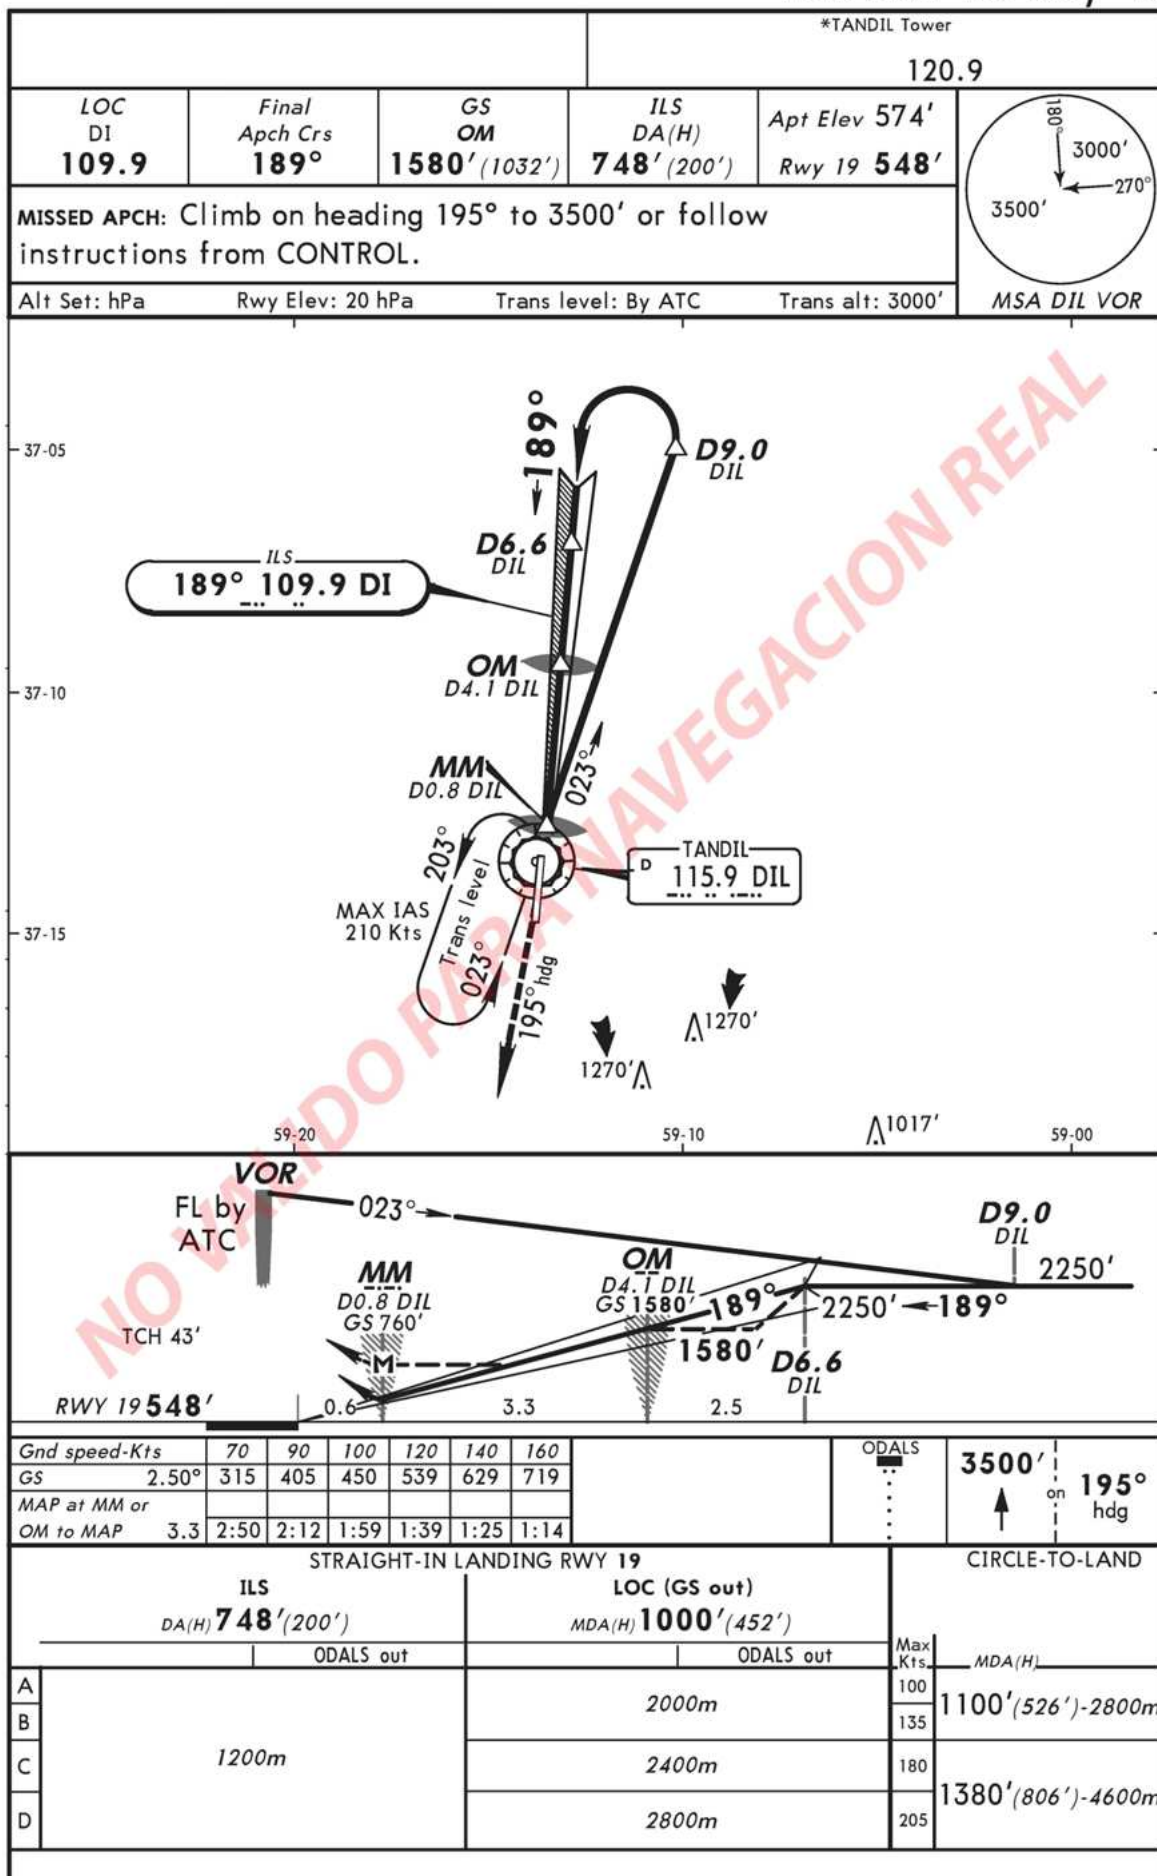 *TANDIL Tower
120.9
LOC
DI
109.9
Final
Apch Crs
189°
GS
OM
1580' (1032')
ILS
DA(H)
748' (200')
Apt Elev 574'
Rwy 19 548'
180°
3000'
270°
3500'
MSA DIL VOR
MISSED APCH: Climb on heading 195° to 3500' or follow
instructions from CONTROL.
Alt Set: hPa Rwy Elev: 20 hPa Trans level: By ATC Trans alt: 3000'
NO VALIDO PARA NAVEGACION REAL
189°
37-05
D9.0
DIL
D6.6
DIL
ILS
189° 109.9 DI
OM
D4.1 DIL
37-10
MM
D0.8 DIL
023°
203°
Trans level
023°
MAX IAS
210 Kts
TANDIL
D 115.9 DIL
37-15
195° hdg
1270'
1270'
1017'
59-20 59-10 59-00
VOR
FL by
ATC
023°
D9.0
DIL
2250'
MM
D0.8 DIL
GS 760'
OM
D4.1 DIL
GS 1580'
189°
2250' 189°
TCH 43'
M
1580'
D6.6
DIL
RWY 19 548'
0.6 3.3 2.5
Gnd speed-Kts 70 90 100 120 140 160
GS 2.50° 315 405 450 539 629 719
MAP at MM or
OM to MAP 3.3 2:50 2:12 1:59 1:39 1:25 1:14
ODALS
3500' on 195°
hdg
STRAIGHT-IN LANDING RWY 19
CIRCLE-TO-LAND
ILS
DA(H) 748' (200')
LOC (GS out)
MDA(H) 1000' (452')
ODALS out
ODALS out
Max
Kts
MDA(H)
A
B
C
D
1200m
2000m
2400m
2800m
100
135
180
205
1100' (526')-2800m
1380' (806')-4600m